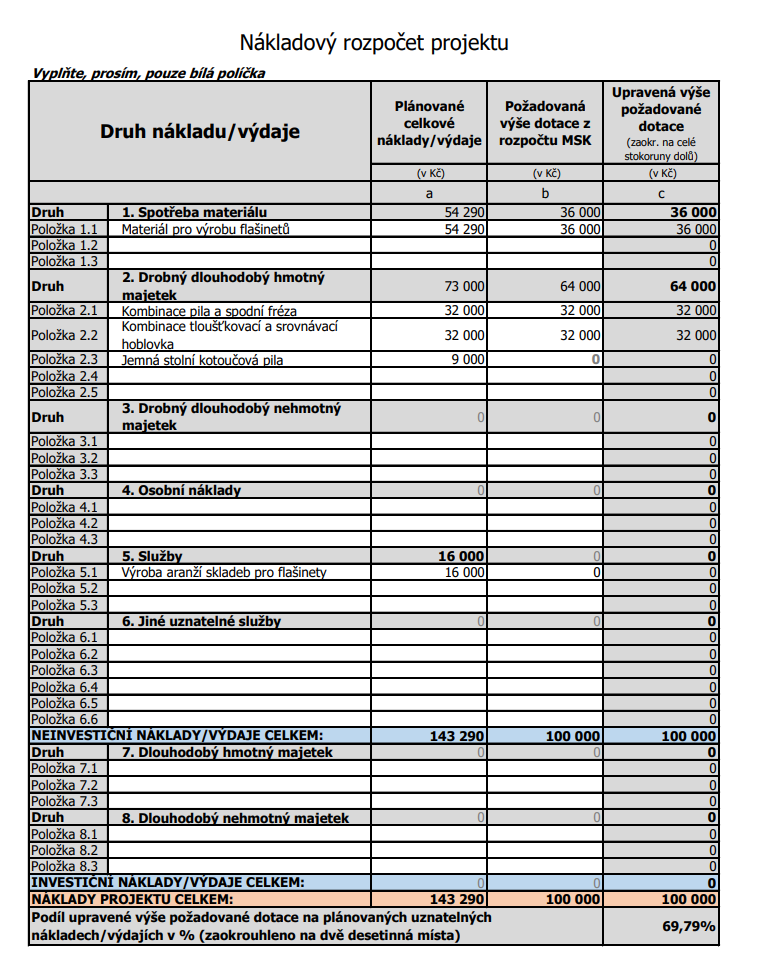 Nákladový rozpočet projektu
Vyplňte, prosím, pouze bílá políčka
Druh nákladu/výdaje
Plánované
celkové
náklady/výdaje
Požadovaná
výše dotace z
rozpočtu MSK
Upravená výše
požadované
dotace
(zaokr. na celé
stokoruny dolů)
(v Kč) (v Kč) (v Kč)
a b c
Druh 1. Spotřeba materiálu 54 290 36 000 36 000
Položka 1.1 Materiál pro výrobu flašinetů 54 290 36 000 36 000
Položka 1.2 0
Položka 1.3 0
Druh 2. Drobný dlouhodobý hmotný
majetek 73 000 64 000 64 000
Položka 2.1 Kombinace pila a spodní fréza 32 000 32 000 32 000
Položka 2.2 Kombinace tloušťkovací a srovnávací
hoblovka 32 000 32 000 32 000
Položka 2.3 Jemná stolní kotoučová pila 9 000 0 0
Položka 2.4 0
Položka 2.5 0
Druh 3. Drobný dlouhodobý nehmotný
majetek 0 0 0
Položka 3.1 0
Položka 3.2 0
Položka 3.3 0
Druh 4. Osobní náklady 0 0 0
Položka 4.1 0
Položka 4.2 0
Položka 4.3 0
Druh 5. Služby 16 000 0 0
Položka 5.1 Výroba aranží skladeb pro flašinety 16 000 0 0
Položka 5.2 0
Položka 5.3 0
Druh 6. Jiné uznatelné služby 0 0 0
Položka 6.1 0
Položka 6.2 0
Položka 6.3 0
Položka 6.4 0
Položka 6.5 0
Položka 6.6 0
NEINVESTIČNÍ NÁKLADY/VÝDAJE CELKEM: 143 290 100 000 100 000
Druh 7. Dlouhodobý hmotný majetek 0 0 0
Položka 7.1 0
Položka 7.2 0
Položka 7.3 0
Druh 8. Dlouhodobý nehmotný majetek 0 0 0
Položka 8.1 0
Položka 8.2 0
Položka 8.3 0
INVESTIČNÍ NÁKLADY/VÝDAJE CELKEM: 0 0 0
NÁKLADY PROJEKTU CELKEM: 143 290 100 000 100 000
Podíl upravené výše požadované dotace na plánovaných uznatelných
nákladech/výdajích v % (zaokrouhleno na dvě desetinná místa) 69,79%